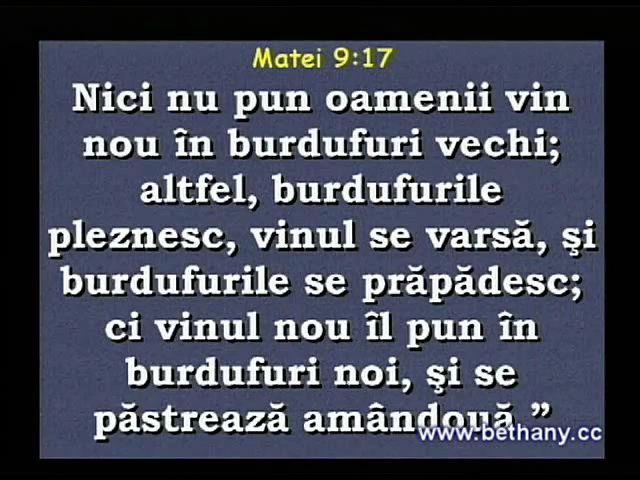 Matei 9:17
Nici nu pun oamenii vin
nou în burdufuri vechi;
altfel, burdufurile
pleznesc, vinul se varsă, şi
burdufurile se prăpădesc;
ci vinul nou îl pun în
burdufuri noi, şi se
păstrează amândouă.”
www.bethany.cc